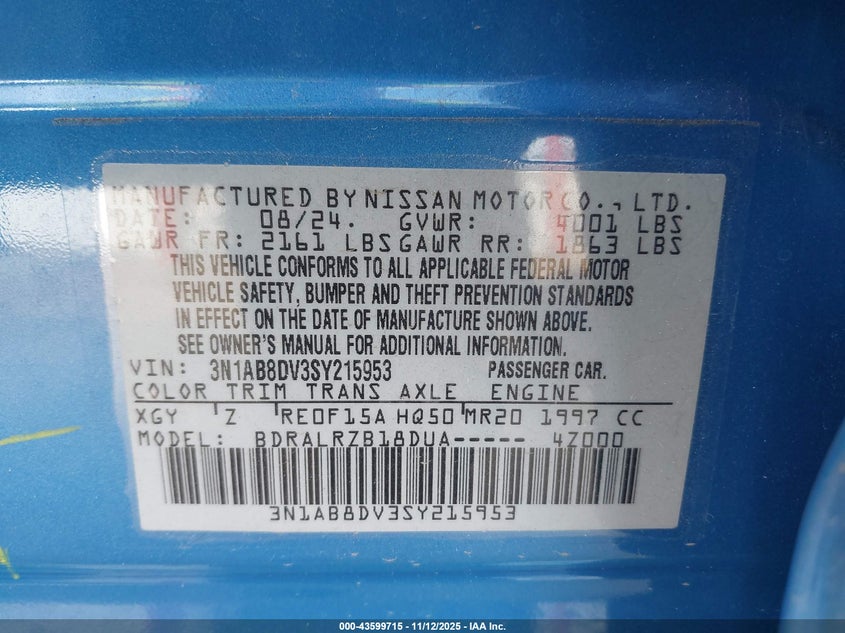 MANUFACTURED BY NISSAN MOTOR CO., LTD.
DATE: 08/24. GVWR: 4001 LBS
GAWR FR: 2161 LBS GAWR RR: 1863 LBS
THIS VEHICLE CONFORMS TO ALL APPLICABLE FEDERAL MOTOR
VEHICLE SAFETY, BUMPER AND THEFT PREVENTION STANDARDS
IN EFFECT ON THE DATE OF MANUFACTURE SHOWN ABOVE.
SEE OWNER'S MANUAL FOR ADDITIONAL INFORMATION.
VIN: 3N1AB8DV3SY215953 PASSENGER CAR.
COLOR TRIM TRANS AXLE ENGINE
XGY Z RE0F15A HQ50 MR20 1997 CC
MODEL: BDRALRZB18DUA----- 4Z000
3N1AB8DV3SY215953
000-43599715 - 11/12/2025 - IAA Inc.